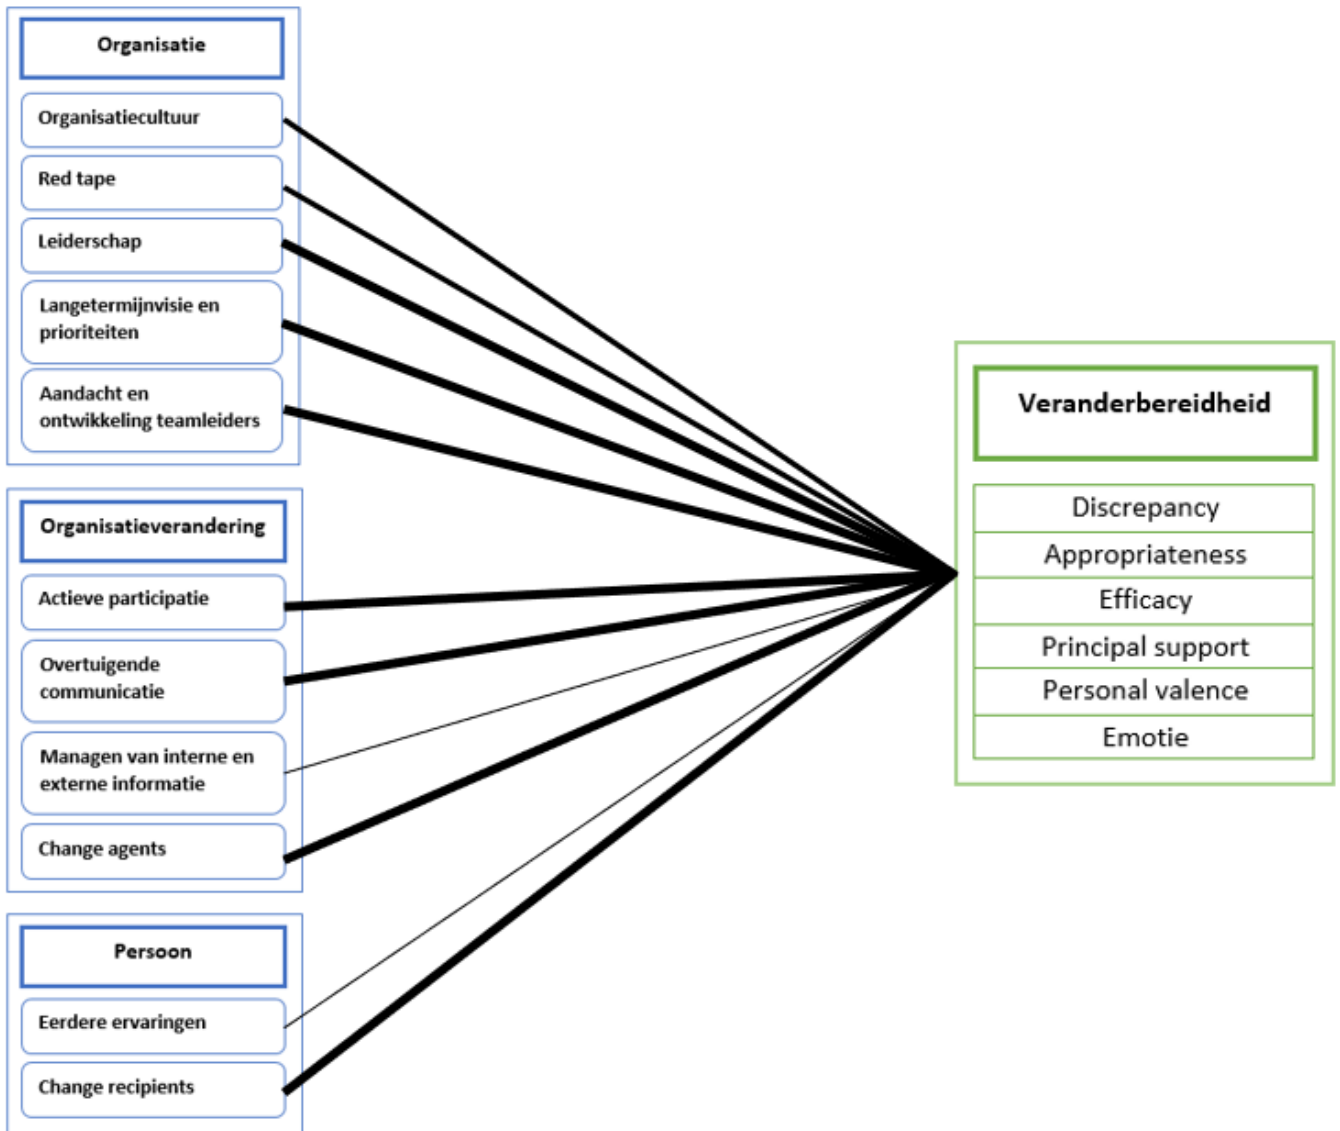 Organisatie
Organisatiecultuur
Red tape
Leiderschap
Langetermijnvisie en
prioriteiten
Aandacht en
ontwikkeling teamleiders
Organisatieverandering
Actieve participatie
Overtuigende
communicatie
Managen van interne en
externe informatie
Change agents
Persoon
Eerdere ervaringen
Change recipients
Veranderbereidheid
Discrepancy
Appropriateness
Efficacy
Principal support
Personal valence
Emotie